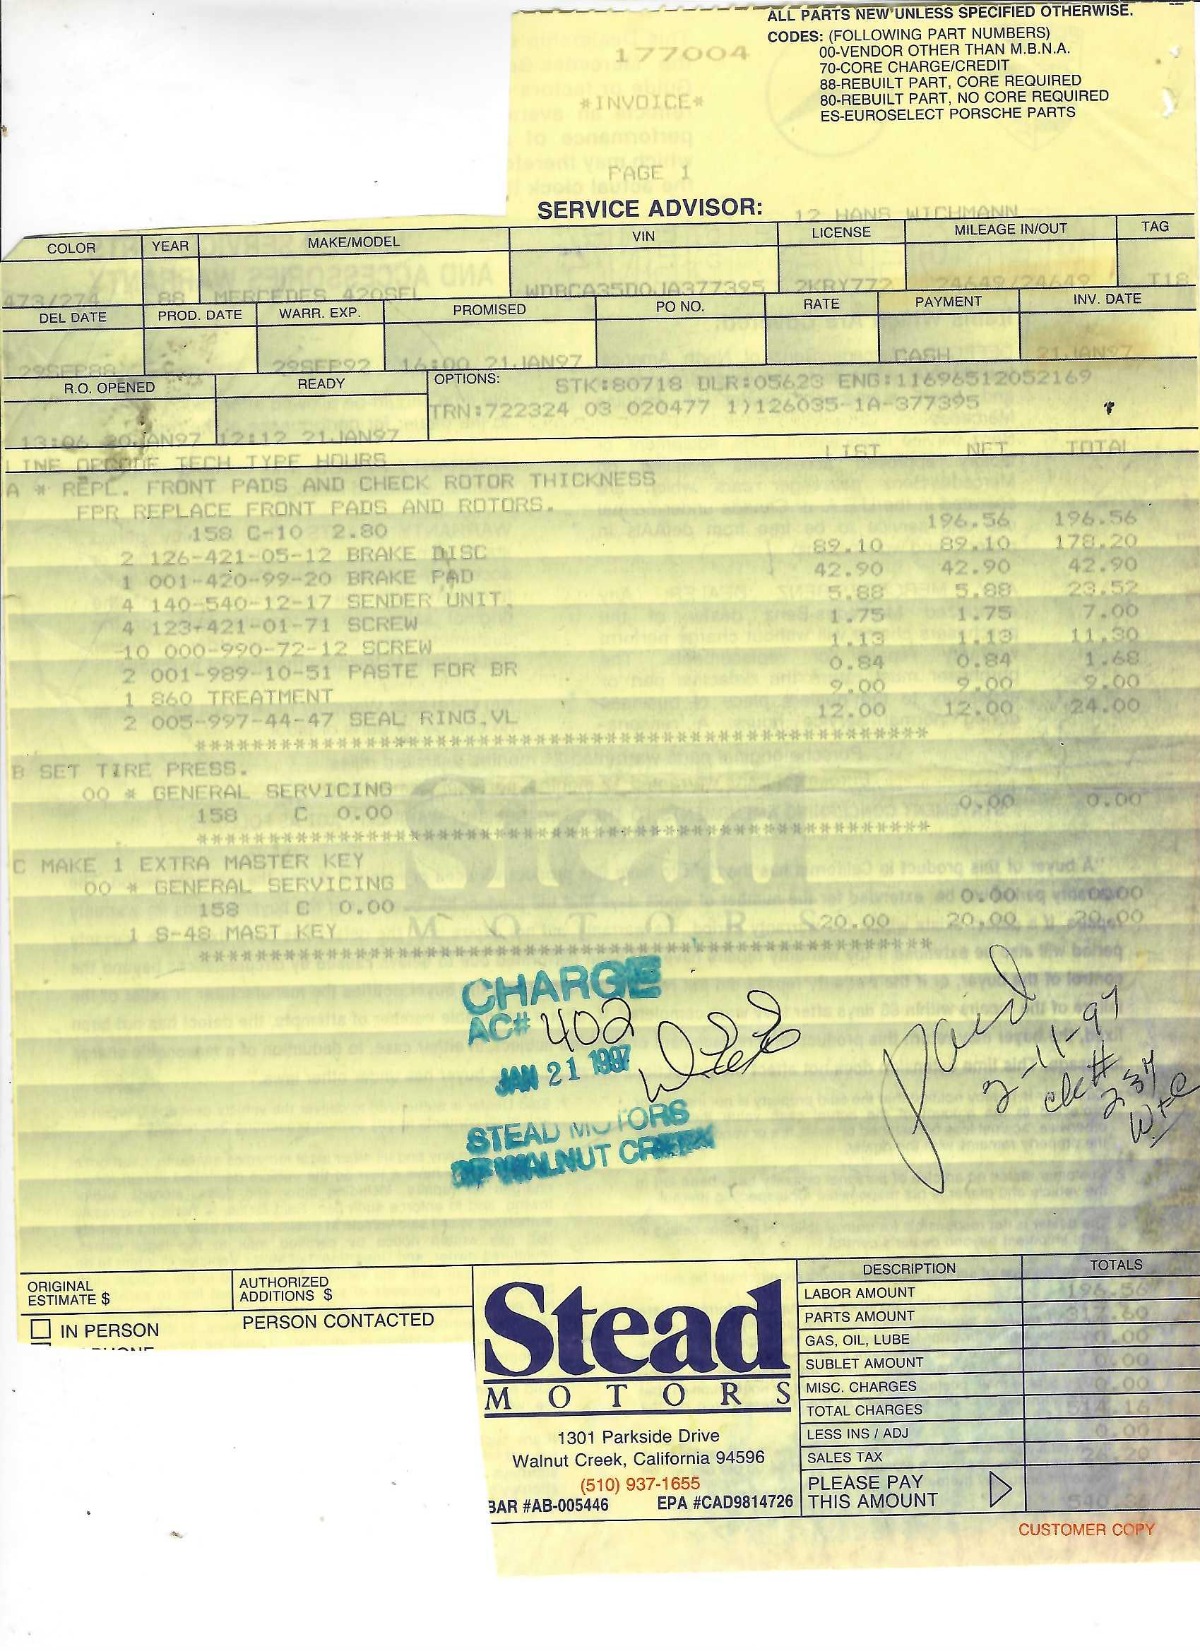 ALL PARTS NEW UNLESS SPECIFIED OTHERWISE.
CODES: (FOLLOWING PART NUMBERS)
00-VENDOR OTHER THAN M.B.N.A.
70-CORE CHARGE/CREDIT
88-REBUILT PART, CORE REQUIRED
80-REBUILT PART, NO CORE REQUIRED
ES-EUROSELECT PORSCHE PARTS
177004
*INVOICE*
PAGE 1
SERVICE ADVISOR: 12 HANS WICHMANN
COLOR YEAR MAKE/MODEL VIN LICENSE MILEAGE IN/OUT TAG
473/274 88 MERCEDES 420SEL WDBCA35D0JA377395 2KRY772 24649/24649 T18
DEL DATE PROD. DATE WARR. EXP. PROMISED PO NO. RATE PAYMENT INV. DATE
29SEP88 29SEP92 16:00 21JAN97 CASH 21JAN97
R.O. OPENED READY OPTIONS: STK:80718 DLR:05623 ENG:11696512052169
TRN:722324 03 020477 1)126035-1A-377395
13:06 20JAN97 12:12 21JAN97
LINE OPCODE TECH TYPE HOURS LIST NET TOTAL
A * REPL. FRONT PADS AND CHECK ROTOR THICKNESS
FPR REPLACE FRONT PADS AND ROTORS.
158 C-10 2.80 196.56 196.56
2 126-421-05-12 BRAKE DISC 89.10 89.10 178.20
1 001-420-99-20 BRAKE PAD 42.90 42.90 42.90
4 140-540-12-17 SENDER UNIT 5.88 5.88 23.52
4 123-421-01-71 SCREW 1.75 1.75 7.00
10 000-990-72-12 SCREW 1.13 1.13 11.30
2 001-989-10-51 PASTE FOR BR 0.84 0.84 1.68
1 860 TREATMENT 9.00 9.00 9.00
2 005-997-44-47 SEAL RING,VL 12.00 12.00 24.00
****************************************************
B SET TIRE PRESS.
00 * GENERAL SERVICING
158 C 0.00 0.00 0.00
****************************************************
C MAKE 1 EXTRA MASTER KEY
00 * GENERAL SERVICING
158 C 0.00 0.00 0.00
1 S-48 MAST KEY 20.00 20.00 20.00
****************************************************
Stead
MOTORS
CHARGE
AC# 402
JAN 21 1997
STEAD MOTORS
OF WALNUT CREEK
paid
2-11-97
ck#
237
ORIGINAL
ESTIMATE $
AUTHORIZED
ADDITIONS $
IN PERSON
PERSON CONTACTED
Stead
MOTORS
1301 Parkside Drive
Walnut Creek, California 94596
(510) 937-1655
BAR #AB-005446 EPA #CAD9814726
DESCRIPTION TOTALS
LABOR AMOUNT 196.56
PARTS AMOUNT 317.60
GAS, OIL, LUBE 0.00
SUBLET AMOUNT 0.00
MISC. CHARGES 0.00
TOTAL CHARGES 514.16
LESS INS / ADJ 0.00
SALES TAX 26.20
PLEASE PAY
THIS AMOUNT 540.36
CUSTOMER COPY